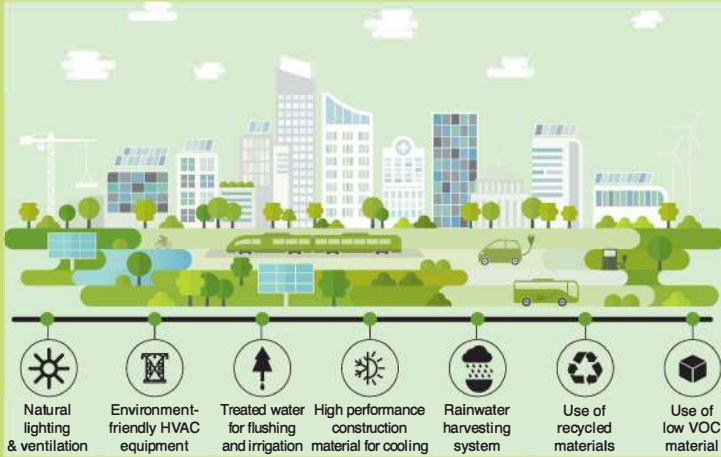 Natural
lighting
& ventilation
Environment-
friendly HVAC
equipment
Treated water
for flushing
and irrigation
High performance
construction
material for cooling
Rainwater
harvesting
system
Use of
recycled
materials
Use of
low VOC
material